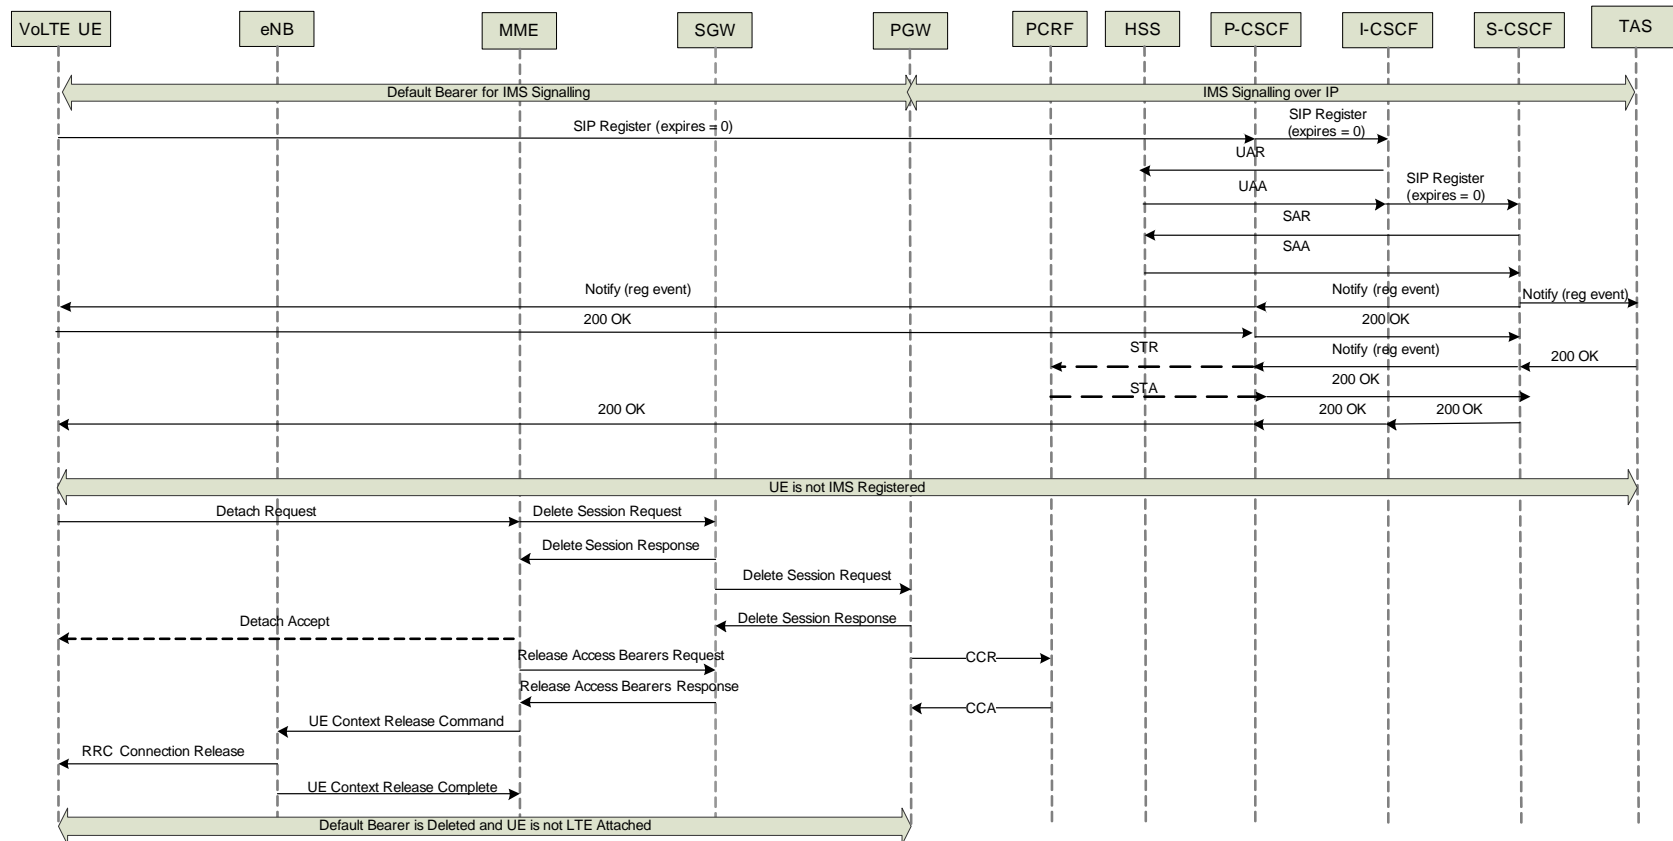 VoLTE UE
eNB
MME
SGW
PGW
PCRF
HSS
P-CSCF
I-CSCF
S-CSCF
TAS
Default Bearer for IMS Signalling
IMS Signalling over IP
SIP Register (expires = 0)
SIP Register
(expires = 0)
UAR
UAA
SIP Register
(expires = 0)
SAR
SAA
Notify (reg event)
Notify (reg event)
Notify (reg event)
200 OK
200 OK
STR
Notify (reg event)
200 OK
STA
200 OK
200 OK
200 OK
200 OK
UE is not IMS Registered
Detach Request
Delete Session Request
Delete Session Response
Delete Session Request
Detach Accept
Delete Session Response
Release Access Bearers Request
CCR
Release Access Bearers Response
CCA
UE Context Release Command
RRC Connection Release
UE Context Release Complete
Default Bearer is Deleted and UE is not LTE Attached